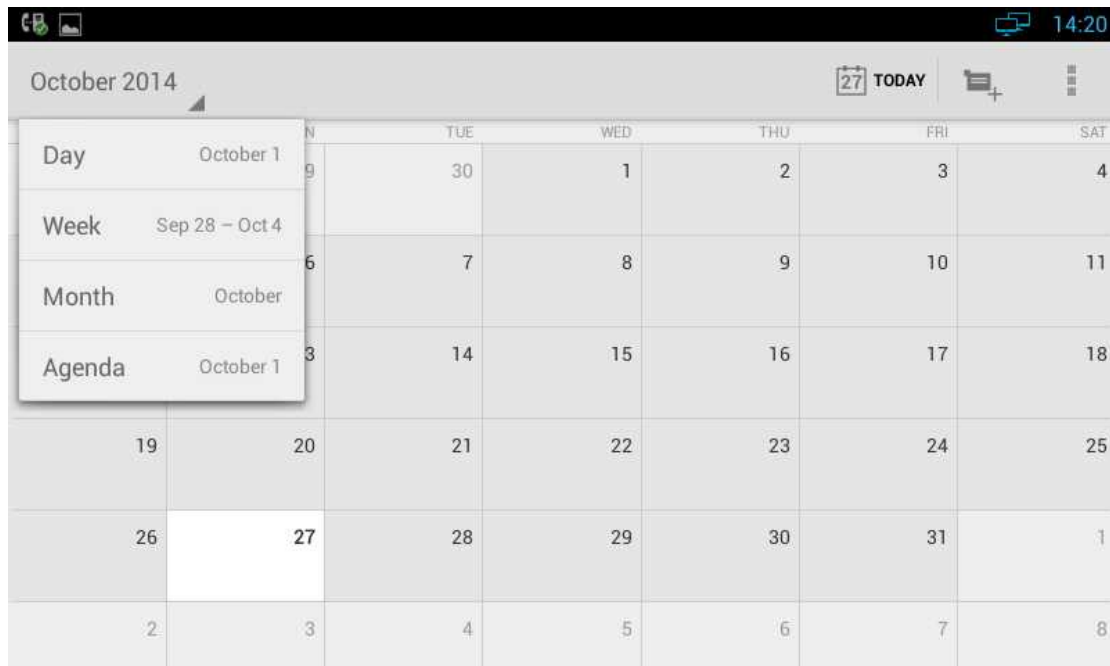 14:20
October 2014
27 TODAY
N TUE WED THU FRI SAT
Day October 1
9 30 1 2 3 4
Week Sep 28 – Oct 4
6 7 8 9 10 11
Month October
3 14 15 16 17 18
Agenda October 1
19 20 21 22 23 24 25
26 27 28 29 30 31 1
2 3 4 5 6 7 8